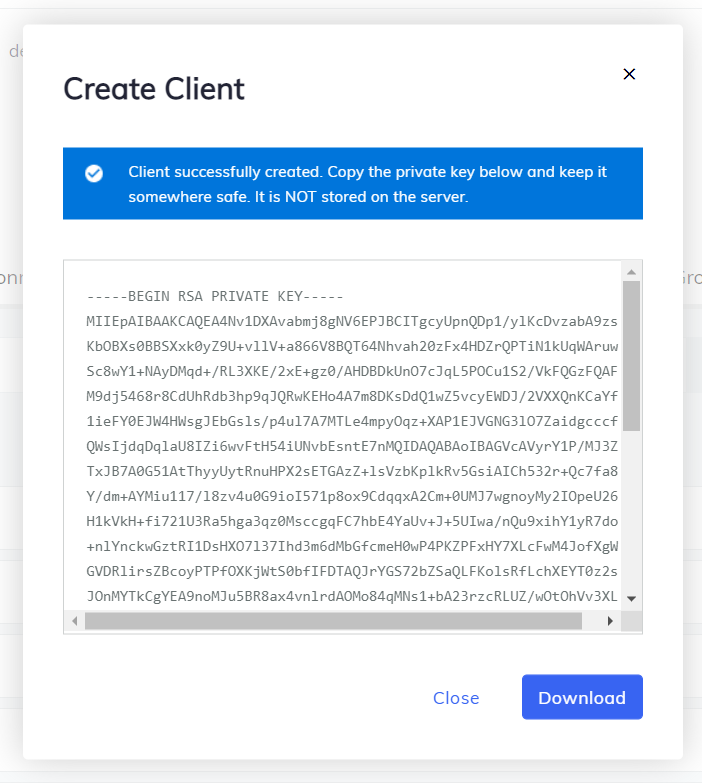 Create Client
Client successfully created. Copy the private key below and keep it
somewhere safe. It is NOT stored on the server.
-----BEGIN RSA PRIVATE KEY-----
MIIEpAIBAAKCAQEA4Nv1DXAvabmj8gNV6EPJBCITgcyUpnQDp1/ylKcDvzabA9zs
KbOBXs0BBSXxk0yZ9U+vllV+a866V8BQT64Nhvah20zFx4HDZrQPTiN1kUqWAruw
Sc8wY1+NAyDMqd+/RL3XKE/2xE+gz0/AHDBDkUnO7cJqL5POCu1S2/VkFQGzFQAF
M9dj5468r8CdUhRdb3hp9qJQRwKEHo4A7m8DKsDdQ1wZ5vcyEWDJ/2VXXQnKCaYf
1ieFY0EJW4HWsgJEbGsls/p4ul7A7MTLe4mpyOqz+XAP1EJVGNG3lO7Zaidgcccf
QWsIjdqDqlaU8IZi6wvFtH54iUNvbEsntE7nMQIDAQABAoIBAGVcAVyrY1P/MJ3Z
TxJB7A0G51AtThyyUytRnuHPX2sETGAzZ+lsVzbKplkRv5GsiAICh532r+Qc7fa8
Y/dm+AYMiu117/l8zv4u0G9ioI571p8ox9CdqqxA2Cm+0UMJ7wgnoyMy2IOpeU26
H1kVkH+fi721U3Ra5hga3qz0MsccgqFC7hbE4YaUv+J+5UIwa/nQu9xihY1yR7do
+nlYnckwGztRI1DsHXO7l37Ihd3m6dMbGfcmeH0wP4PKZPFxHY7XLcFwM4JofXgW
GVDRlirsZBcoyPTPfOXKjWtS0bfIFDTAQJrYGS72bZSaQLFKolsRfLchXEYT0z2s
JOnMYTkCgYEA9noMJu5BR8ax4vnlrdAOMo84qMNs1+bA23rzcRLUZ/wOtOhVv3XL
Close
Download